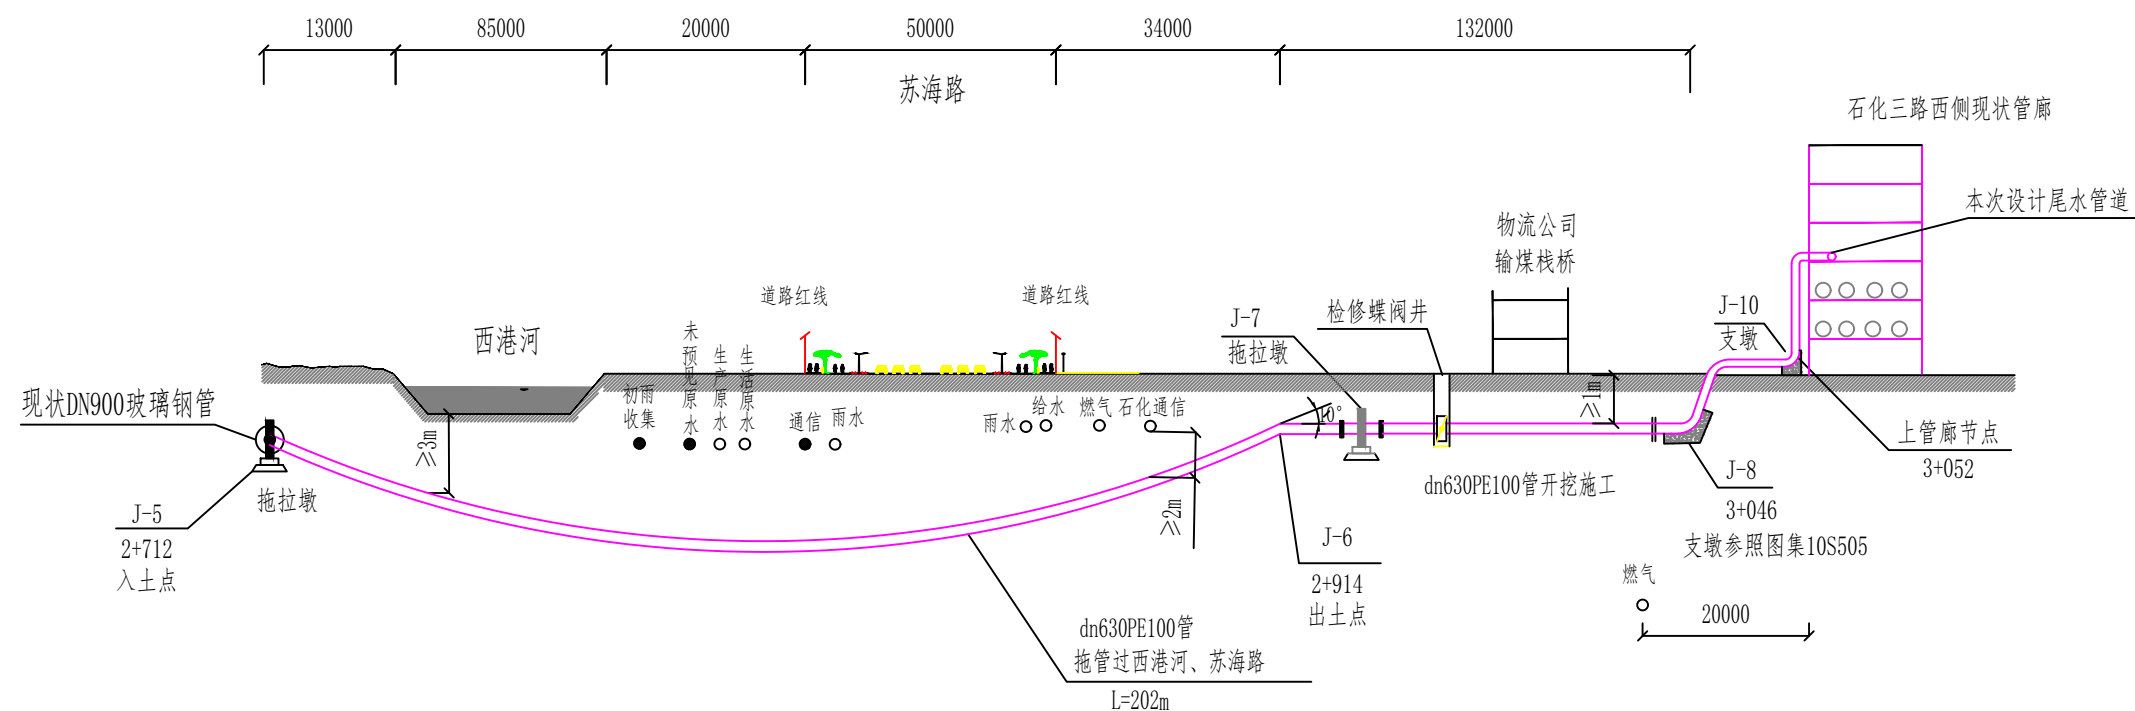 13000
85000
20000
50000
34000
132000
苏海路
石化三路西侧现状管廊
本次设计尾水管道
物流公司
输煤栈桥
道路红线
道路红线
J-10
支墩
J-7
拖拉墩
检修蝶阀井
西港河
未预见原水
生产原水
生活原水
初雨
收集
通信
雨水
雨水
给水
燃气
石化通信
10°
≥1m
≥3m
≥2m
现状DN900玻璃钢管
拖拉墩
J-5
2+712
入土点
上管廊节点
3+052
dn630PE100管开挖施工
J-8
3+046
支墩参照图集10S505
J-6
2+914
出土点
燃气
20000
dn630PE100管
拖管过西港河、苏海路
L=202m